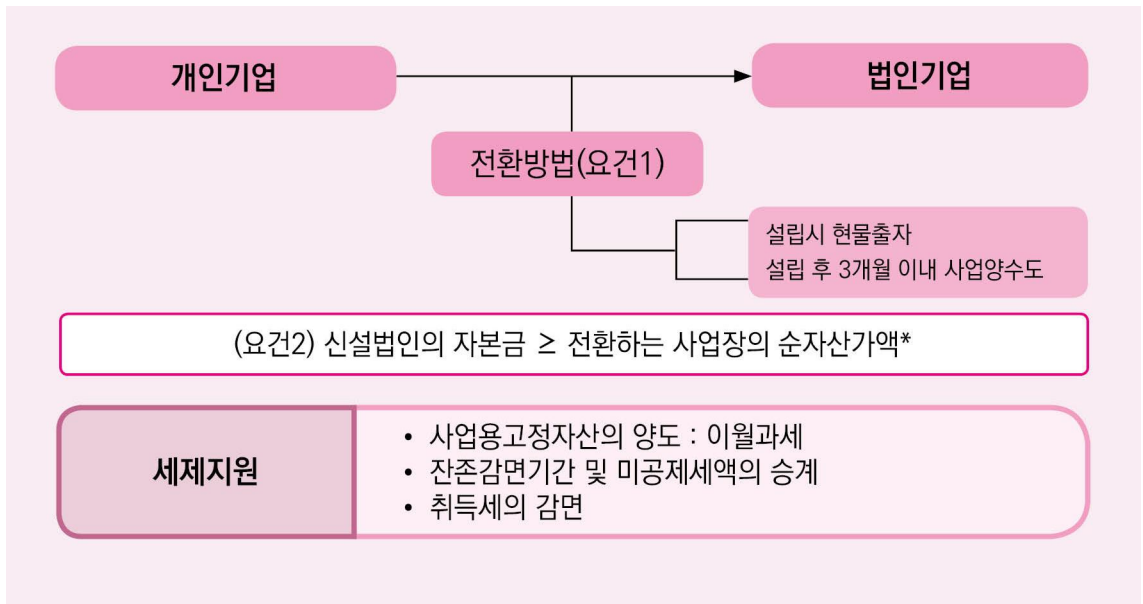 개인기업
법인기업
전환방법(요건1)
설립시 현물출자
설립 후 3개월 이내 사업양수도
(요건2) 신설법인의 자본금 ≥ 전환하는 사업장의 순자산가액*
세제지원
• 사업용고정자산의 양도 : 이월과세
• 잔존감면기간 및 미공제세액의 승계
• 취득세의 감면